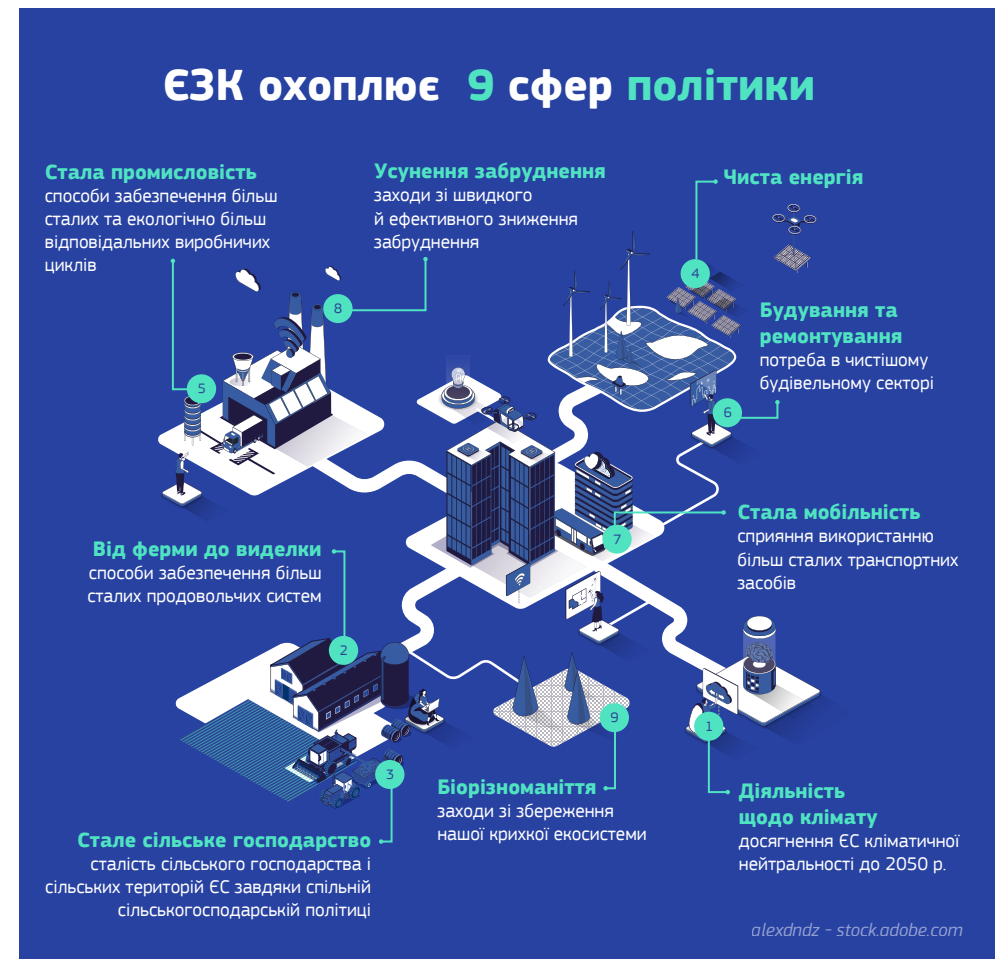 ЄЗК охоплює 9 сфер політики
Стала промисловість
способи забезпечення більш
сталих та екологічно більш
відповідальних виробничих
циклів
Усунення забруднення
заходи зі швидкого
й ефективного зниження
забруднення
Чиста енергія
4
8
Будування та
ремонтування
потреба в чистішому
будівельному секторі
5
6
Стала мобільність
сприяння використанню
більш сталих транспортних
засобів
7
Від ферми до виделки
способи забезпечення більш
сталих продовольчих систем
2
9
1
3
Біорізноманіття
заходи зі збереження
нашої крихкої екосистеми
Діяльність
щодо клімату
досягнення ЄС кліматичної
нейтральності до 2050 р.
Стале сільське господарство
сталість сільського господарства і
сільських територій ЄС завдяки спільній
сільськогосподарській політиці
alexdndz - stock.adobe.com